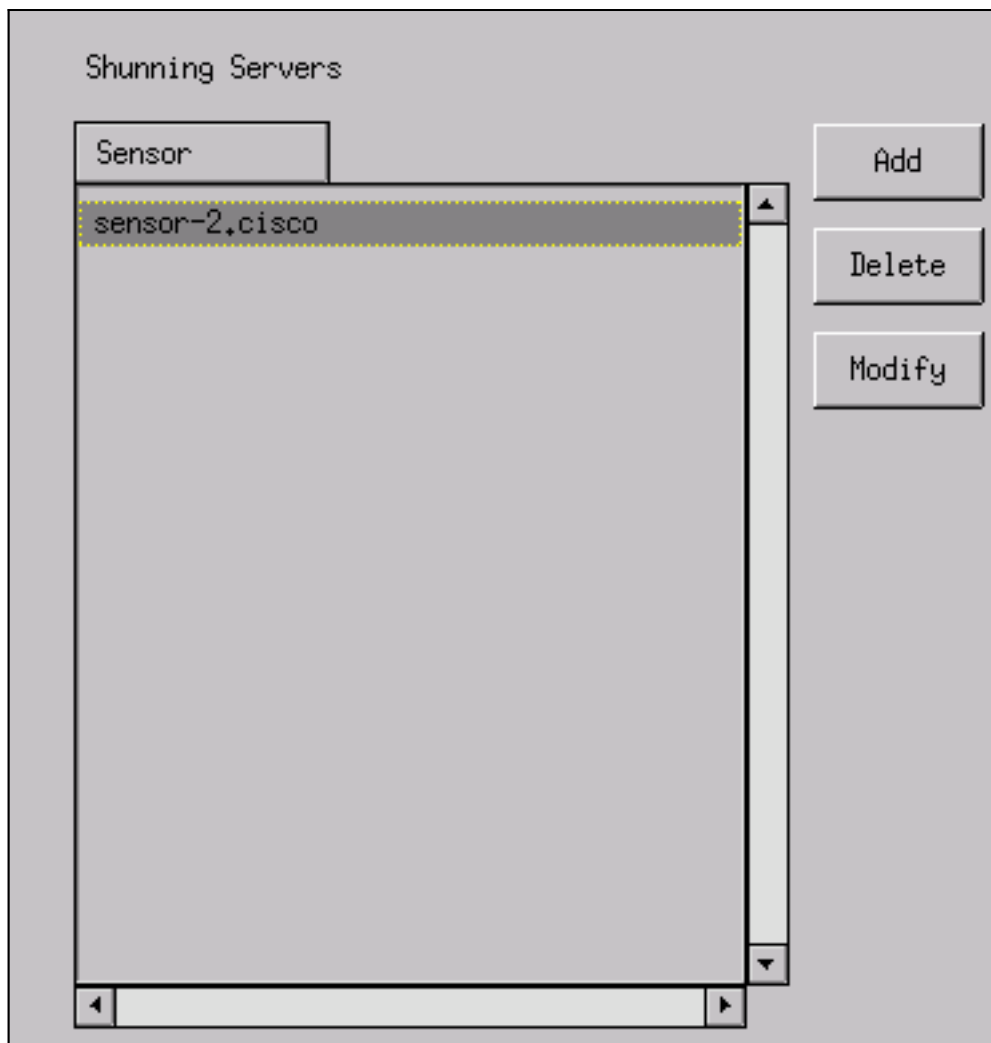 Shunning Servers
Sensor
sensor-2.cisco
Add
Delete
Modify